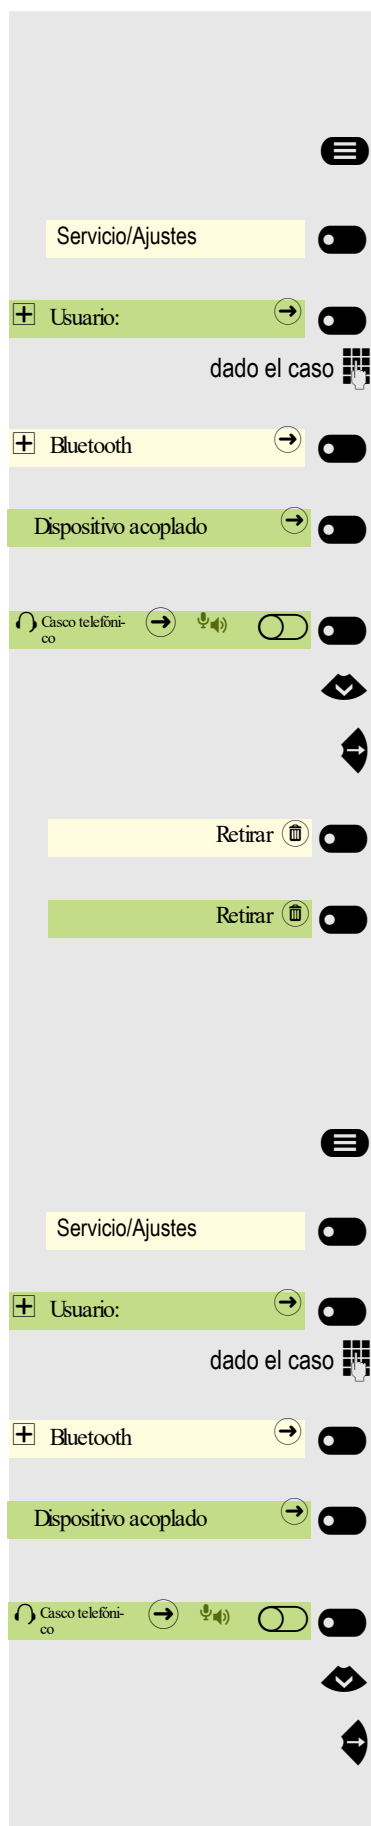 Servicio/Ajustes
Usuario:
dado el caso
Bluetooth
Dispositivo acoplado
Casco telefóni-
co
Retirar
Retirar
Servicio/Ajustes
Usuario:
dado el caso
Bluetooth
Dispositivo acoplado
Casco telefóni-
co